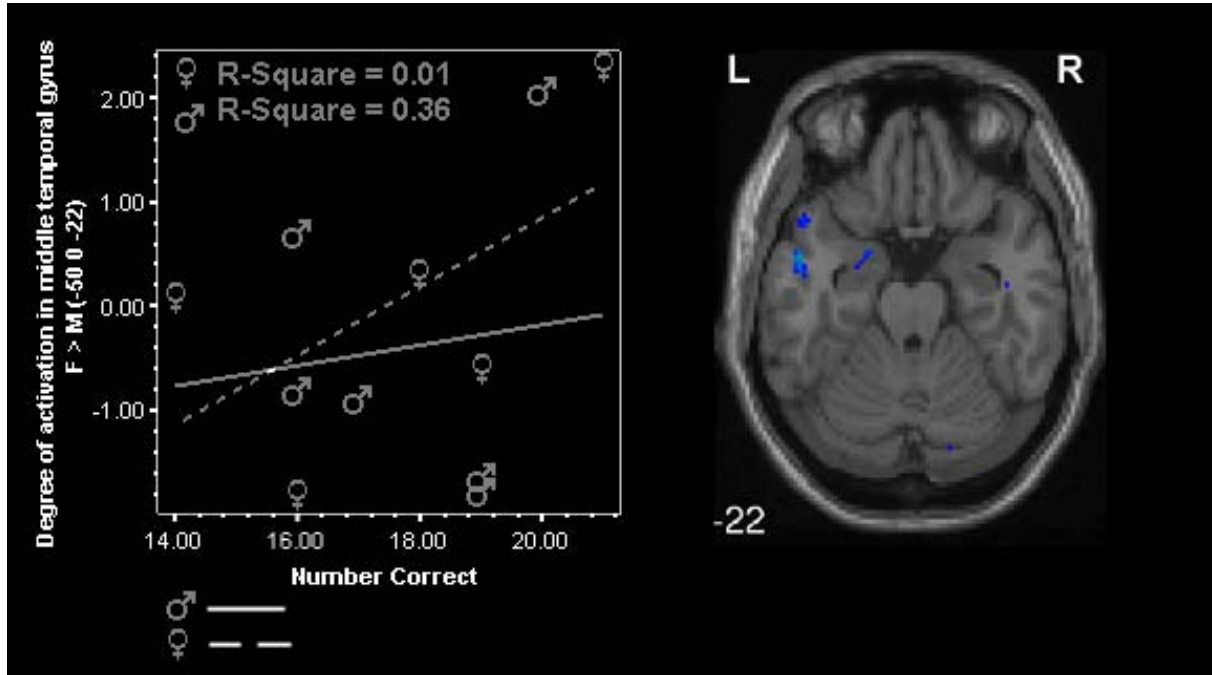 Degree of activation in middle temporal gyrus
F > M (-50 0 -22)
♀ R-Square = 0.01
♂ R-Square = 0.36
2.00
1.00
0.00
-1.00
14.00 16.00 18.00 20.00
Number Correct
♂
♀
L R
-22